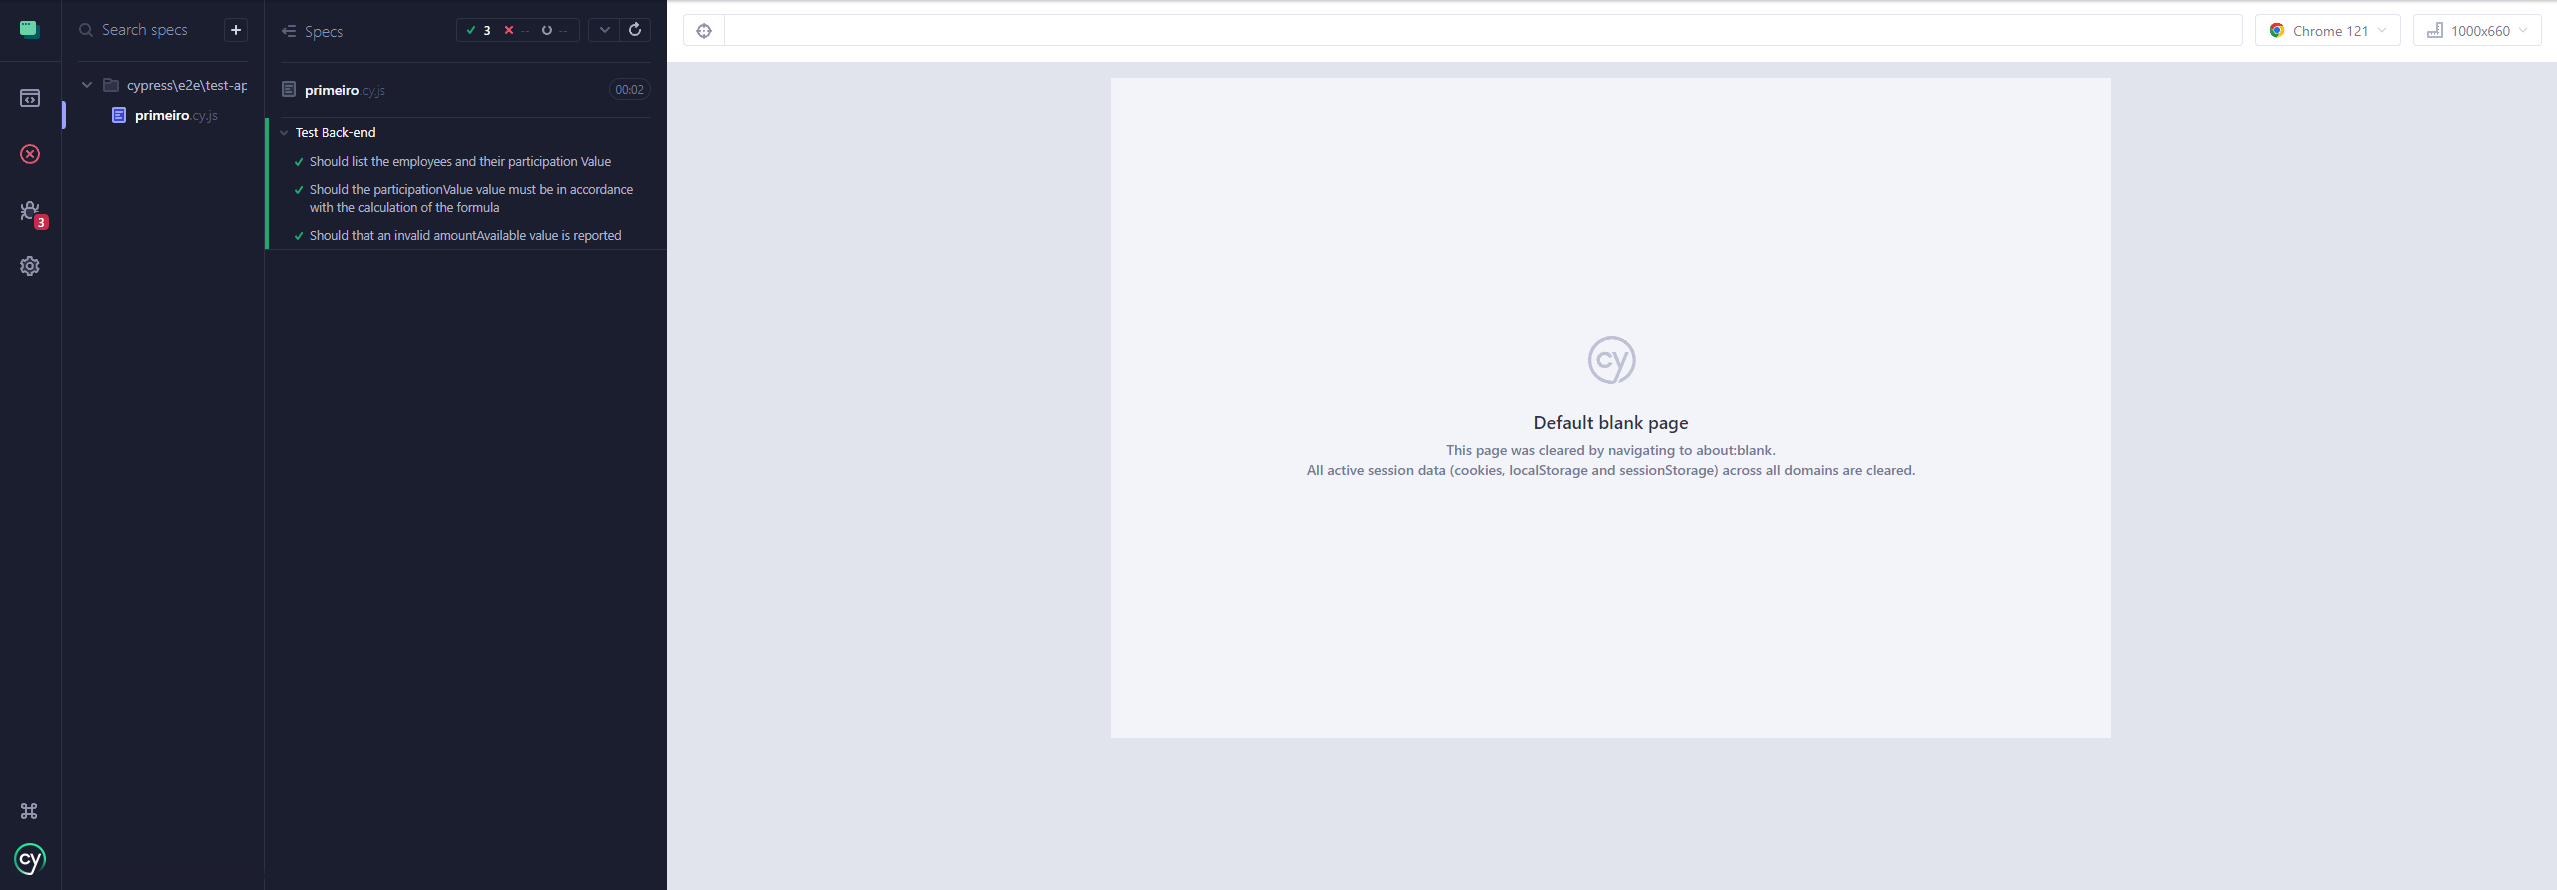 Search specs
cypress\e2e\test-ap
primeiro.cy.js
3
Specs
3 -- --
primeiro.cy.js 00:02
Test Back-end
Should list the employees and their participation Value
Should the participationValue value must be in accordance
with the calculation of the formula
Should that an invalid amountAvailable value is reported
cy
Chrome 121
1000x660
cy
Default blank page
This page was cleared by navigating to about:blank.
All active session data (cookies, localStorage and sessionStorage) across all domains are cleared.